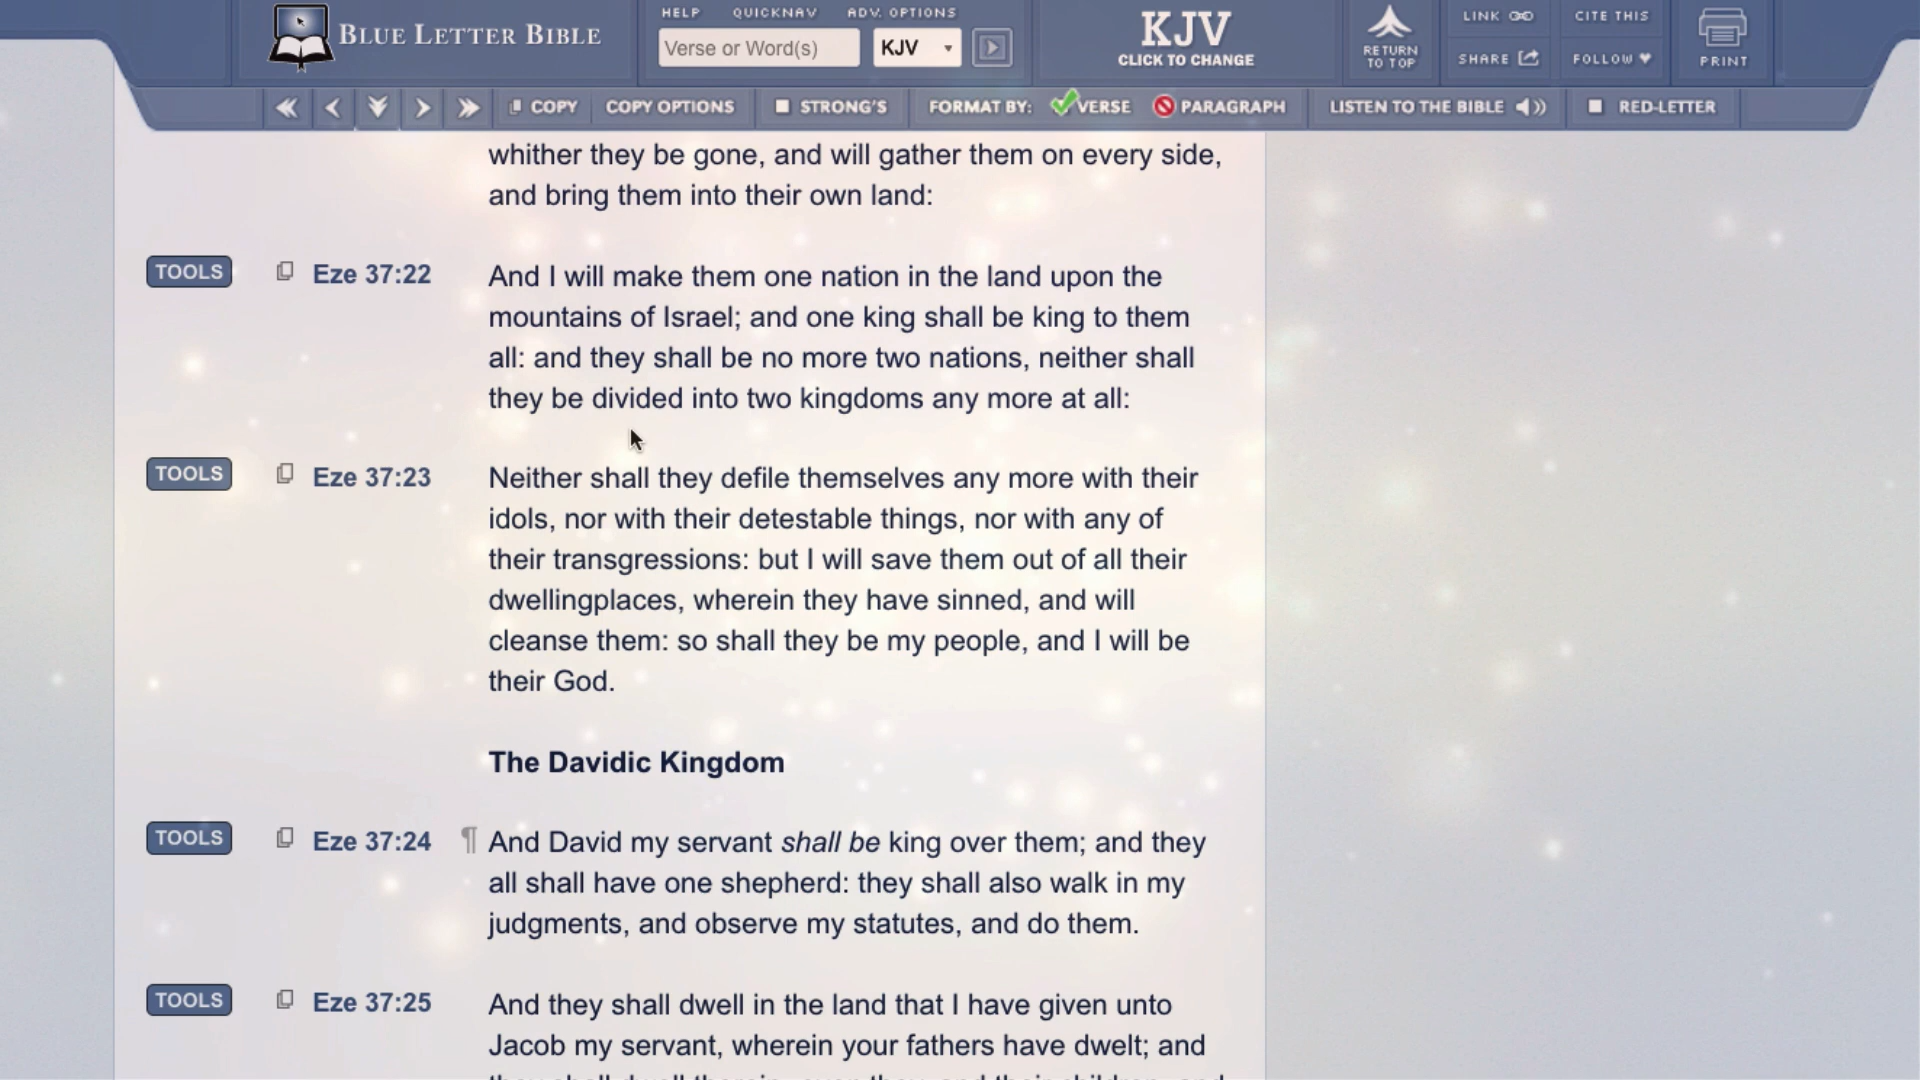 BLUE LETTER BIBLE
HELP QUICKNAV ADV. OPTIONS
Verse or Word(s) KJV
KJV
CLICK TO CHANGE
RETURN
TO TOP
LINK
SHARE
CITE THIS
FOLLOW
PRINT
COPY COPY OPTIONS STRONG'S FORMAT BY: VERSE PARAGRAPH LISTEN TO THE BIBLE RED-LETTER
whither they be gone, and will gather them on every side,
and bring them into their own land:
TOOLS Eze 37:22 And I will make them one nation in the land upon the
mountains of Israel; and one king shall be king to them
all: and they shall be no more two nations, neither shall
they be divided into two kingdoms any more at all:
TOOLS Eze 37:23 Neither shall they defile themselves any more with their
idols, nor with their detestable things, nor with any of
their transgressions: but I will save them out of all their
dwellingplaces, wherein they have sinned, and will
cleanse them: so shall they be my people, and I will be
their God.
The Davidic Kingdom
TOOLS Eze 37:24 ¶ And David my servant shall be king over them; and they
all shall have one shepherd: they shall also walk in my
judgments, and observe my statutes, and do them.
TOOLS Eze 37:25 And they shall dwell in the land that I have given unto
Jacob my servant, wherein your fathers have dwelt; and